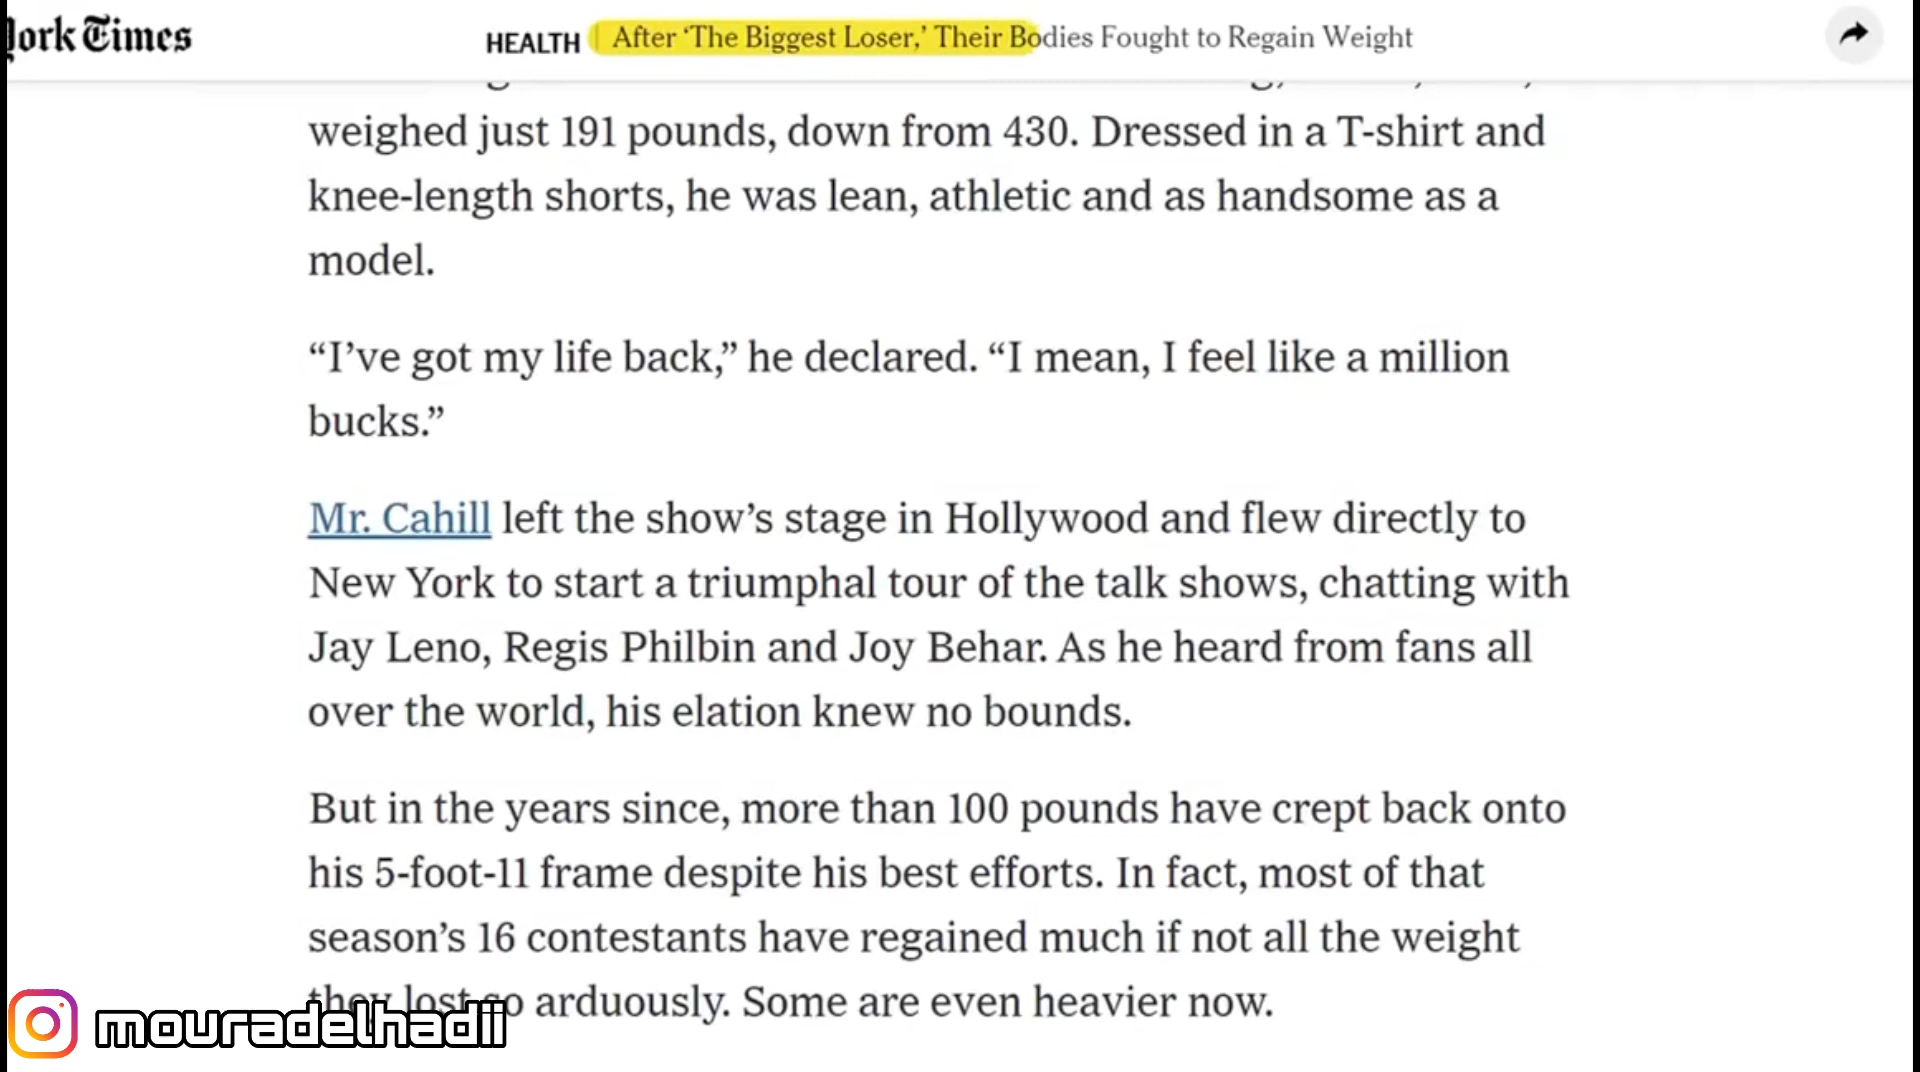 York Times
HEALTH | After ‘The Biggest Loser,’ Their Bodies Fought to Regain Weight
weighed just 191 pounds, down from 430. Dressed in a T-shirt and
knee-length shorts, he was lean, athletic and as handsome as a
model.
“I’ve got my life back,” he declared. “I mean, I feel like a million
bucks.”
Mr. Cahill left the show’s stage in Hollywood and flew directly to
New York to start a triumphal tour of the talk shows, chatting with
Jay Leno, Regis Philbin and Joy Behar. As he heard from fans all
over the world, his elation knew no bounds.
But in the years since, more than 100 pounds have crept back onto
his 5-foot-11 frame despite his best efforts. In fact, most of that
season’s 16 contestants have regained much if not all the weight
they lost so arduously. Some are even heavier now.
mouradelhadii